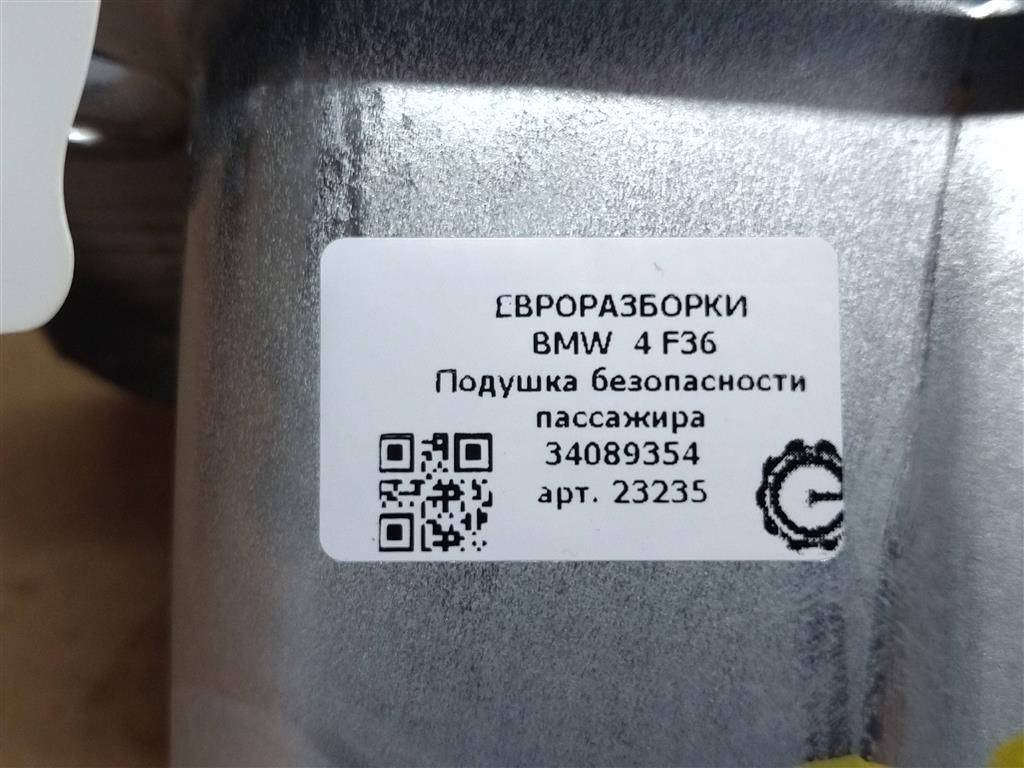 ЕВРОРАЗБОРКИ
BMW 4 F36
Подушка безопасности
пассажира
34089354
арт. 23235